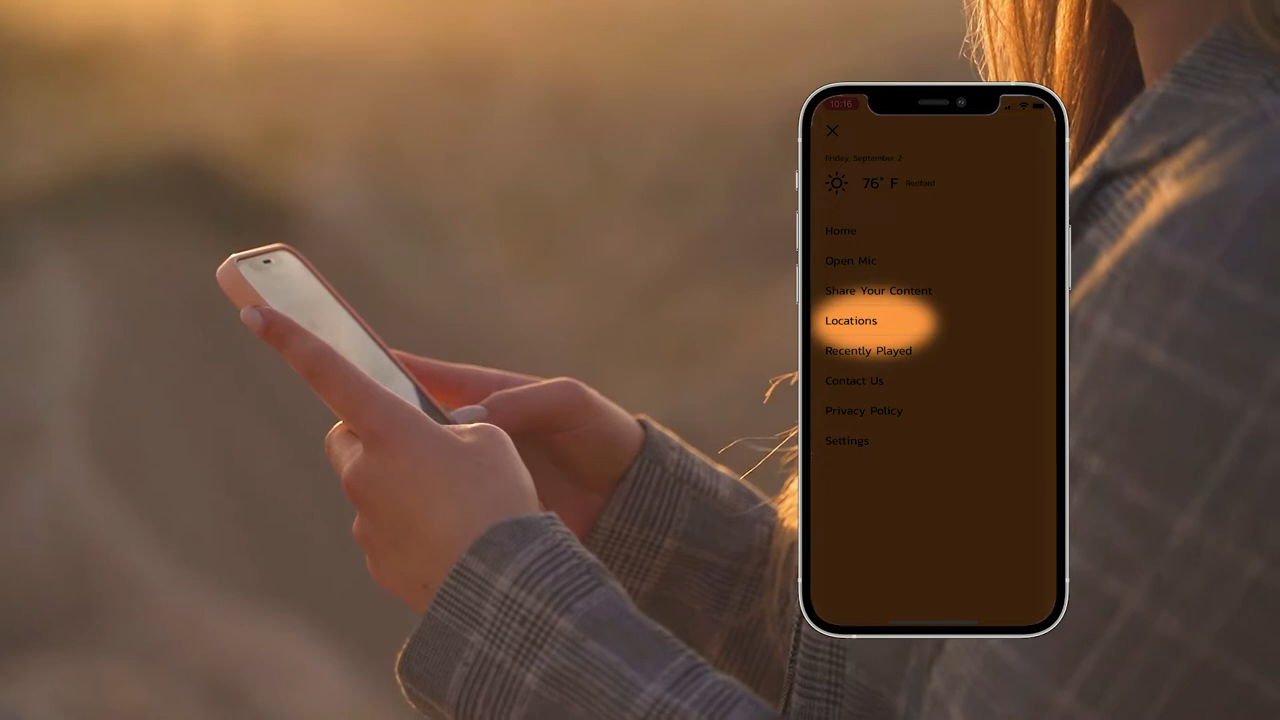 10:16
Friday, September 2
76° F Redford
Home
Open Mic
Share Your Content
Locations
Recently Played
Contact Us
Privacy Policy
Settings